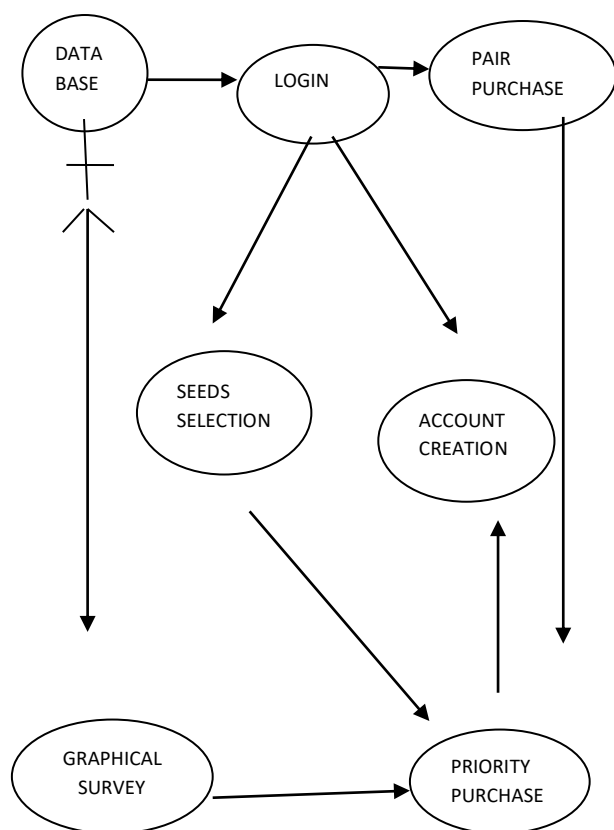 DATA
BASE
LOGIN
PAIR
PURCHASE
SEEDS
SELECTION
ACCOUNT
CREATION
GRAPHICAL
SURVEY
PRIORITY
PURCHASE